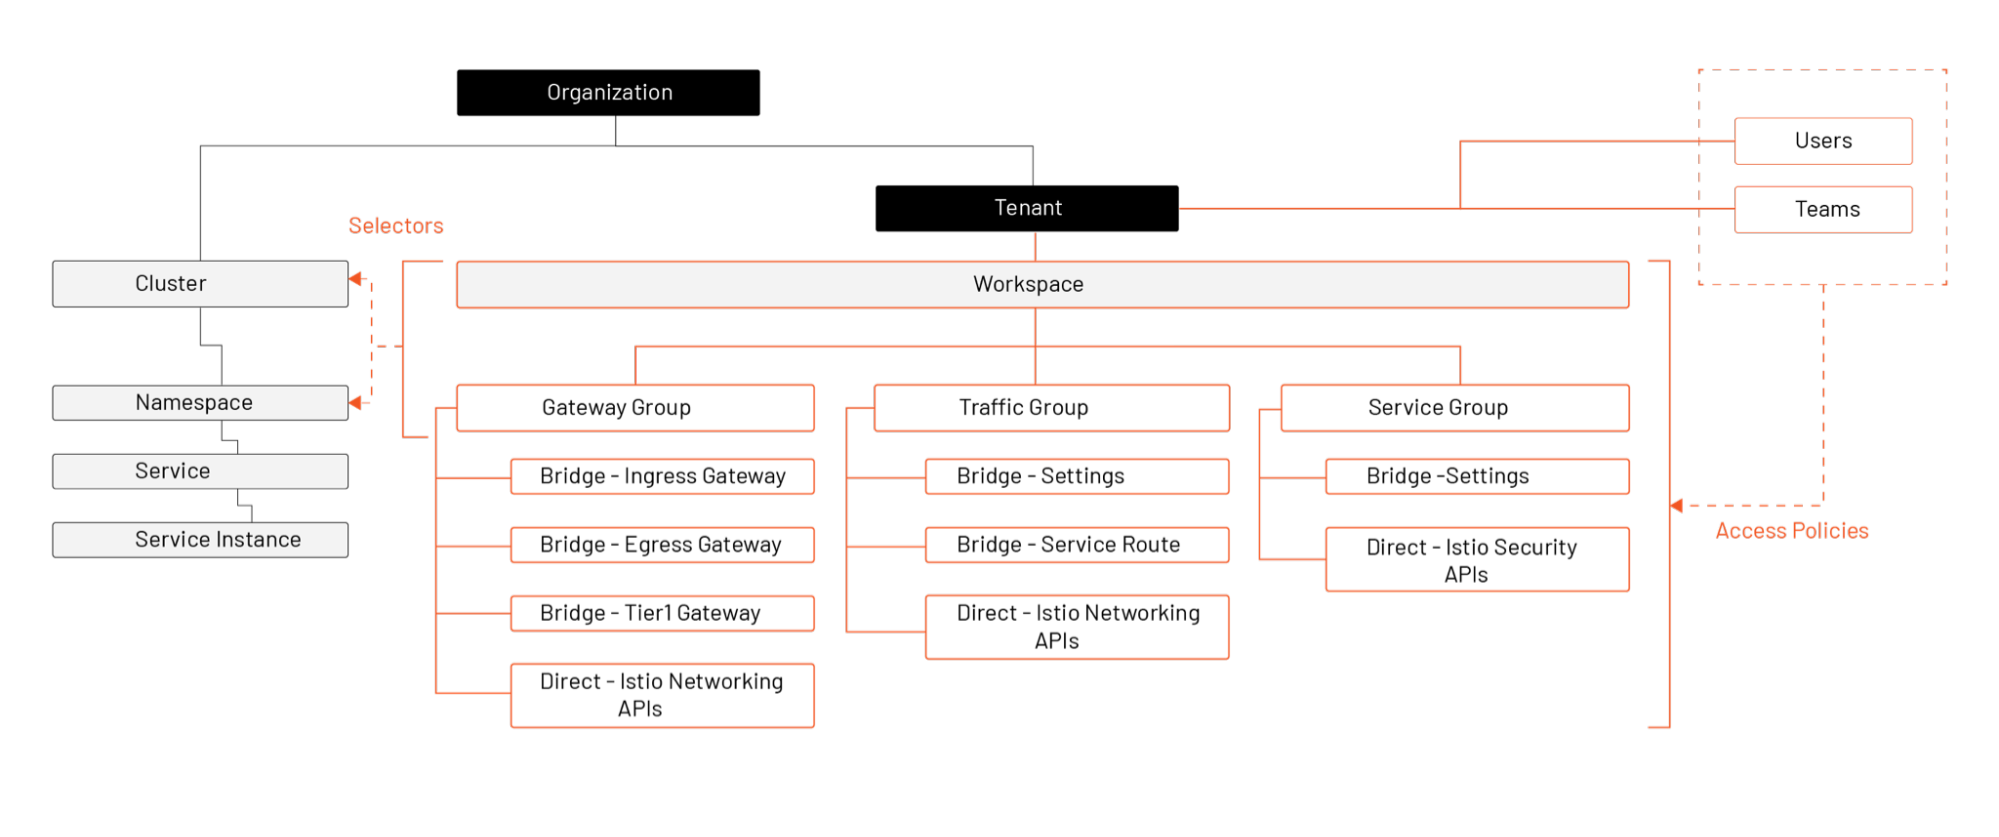 Organization
Users
Tenant
Teams
Selectors
Cluster
Workspace
Namespace
Gateway Group
Traffic Group
Service Group
Service
Bridge - Ingress Gateway
Bridge - Settings
Bridge -Settings
Service Instance
Bridge - Egress Gateway
Bridge - Service Route
Direct - Istio Security
APIs
Access Policies
Bridge - Tier1 Gateway
Direct - Istio Networking
APIs
Direct - Istio Networking
APIs